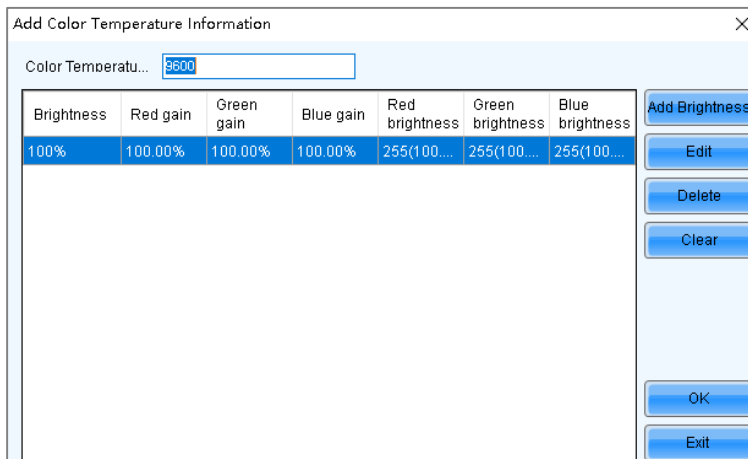 Add Color Temperature Information
Color Temperatu... 9600
Brightness Red gain Green gain Blue gain Red brightness Green brightness Blue brightness
100% 100.00% 100.00% 100.00% 255(100.... 255(100.... 255(100....
Add Brightness
Edit
Delete
Clear
OK
Exit